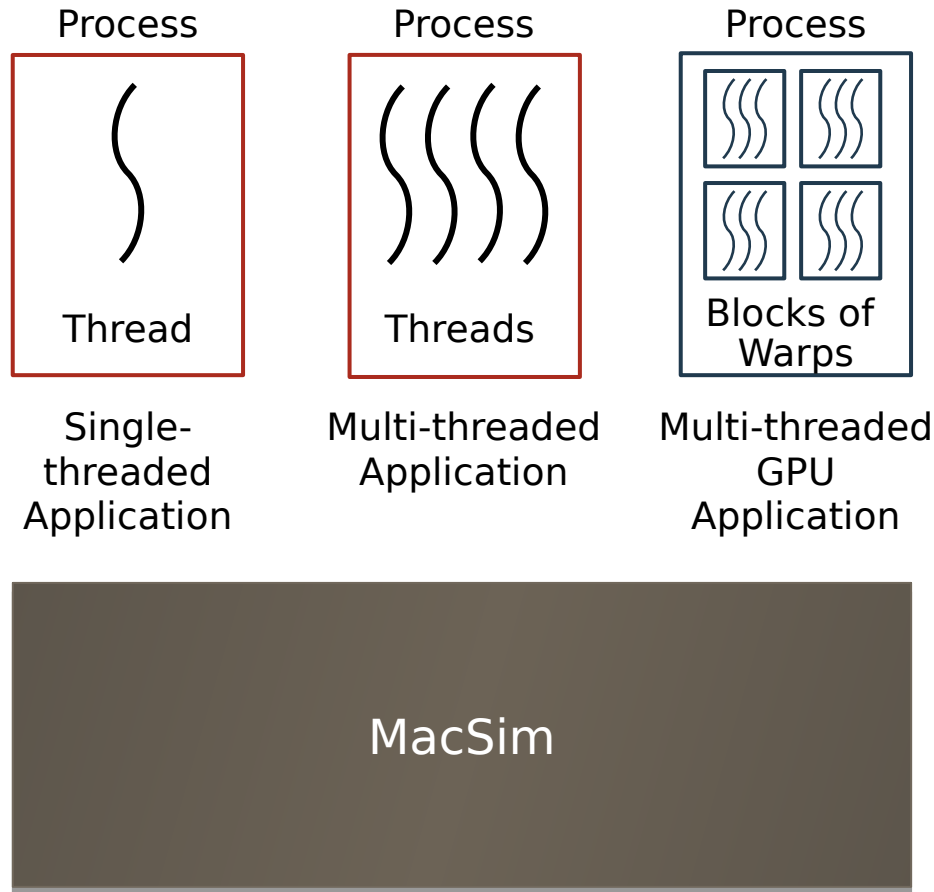 Process
Thread
Single-
threaded
Application
Process
Threads
Multi-threaded
Application
Process
Blocks of
Warps
Multi-threaded
GPU
Application
MacSim